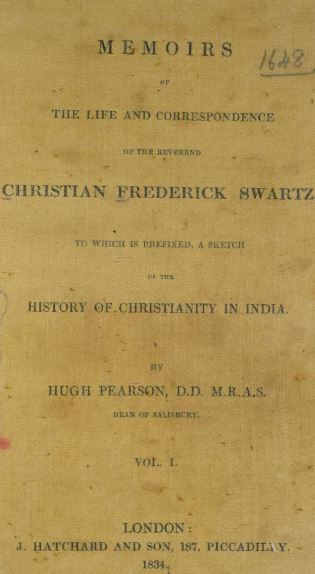 MEMOIRS
1648
OF
THE LIFE AND CORRESPONDENCE
OF THE REVEREND
CHRISTIAN FREDERICK SWARTZ
TO WHICH IS PREFIXED, A SKETCH
OF THE
HISTORY OF CHRISTIANITY IN INDIA.
BY
HUGH PEARSON, D.D. M.R.A.S.
DEAN OF SALISBURY.
VOL. I.
LONDON:
J. HATCHARD AND SON, 187, PICCADILLY.
1834.